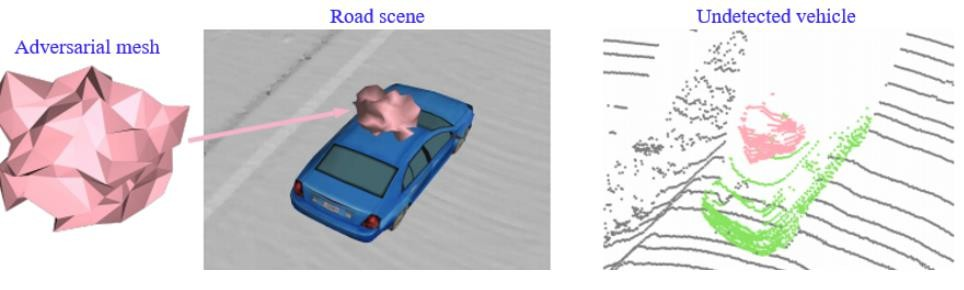 Road scene
Undetected vehicle
Adversarial mesh